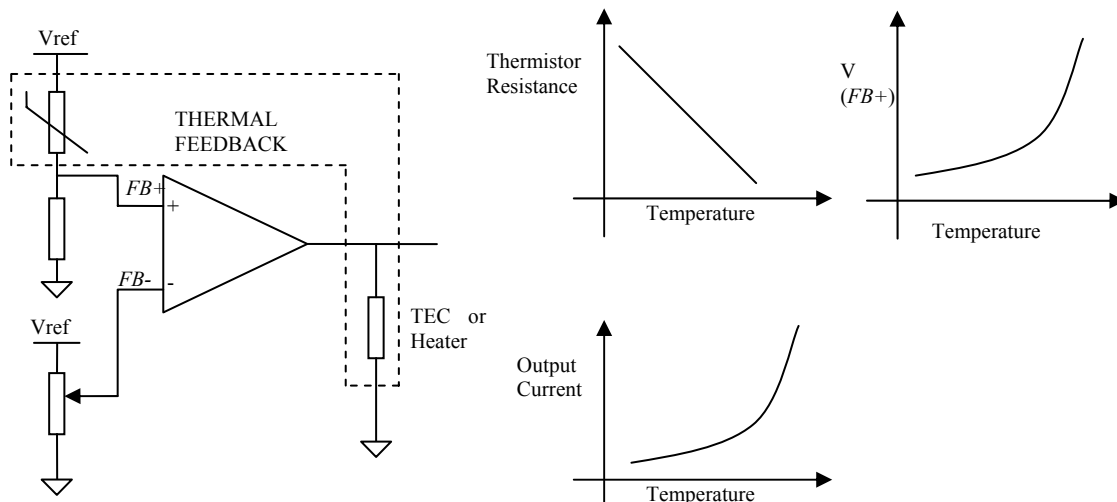 Vref
THERMAL
FEEDBACK
FB+
+
FB-
-
Vref
TEC or
Heater
Thermistor
Resistance
Temperature
V
(FB+)
Temperature
Output
Current
Temperature